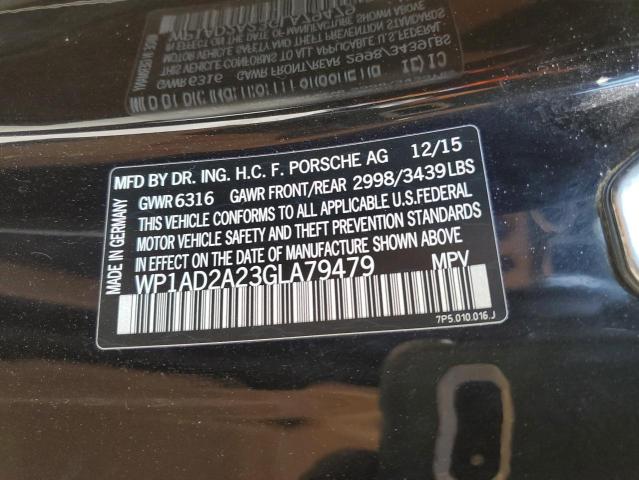 MFD BY DR. ING. H.C. F. PORSCHE AG 12/15
GVWR 6316 GAWR FRONT/REAR 2998/3439LBS
THIS VEHICLE CONFORMS TO ALL APPLICABLE U.S.FEDERAL
MOTOR VEHICLE SAFETY AND THEFT PREVENTION STANDARDS
IN EFFECT ON THE DATE OF MANUFACTURE SHOWN ABOVE
WP1AD2A23GLA79479 MPV
MADE IN GERMANY
7P5.010.016.J